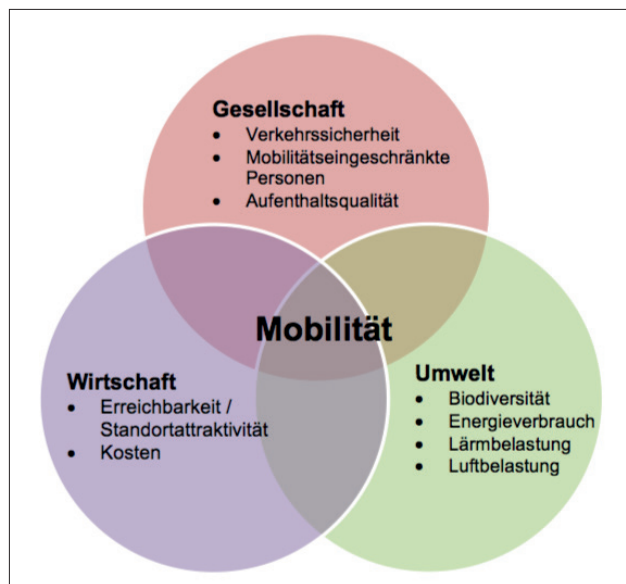 Gesellschaft
• Verkehrssicherheit
• Mobilitätseingeschränkte
Personen
• Aufenthaltsqualität
Mobilität
Wirtschaft
• Erreichbarkeit /
Standortattraktivität
• Kosten
Umwelt
• Biodiversität
• Energieverbrauch
• Lärmbelastung
• Luftbelastung